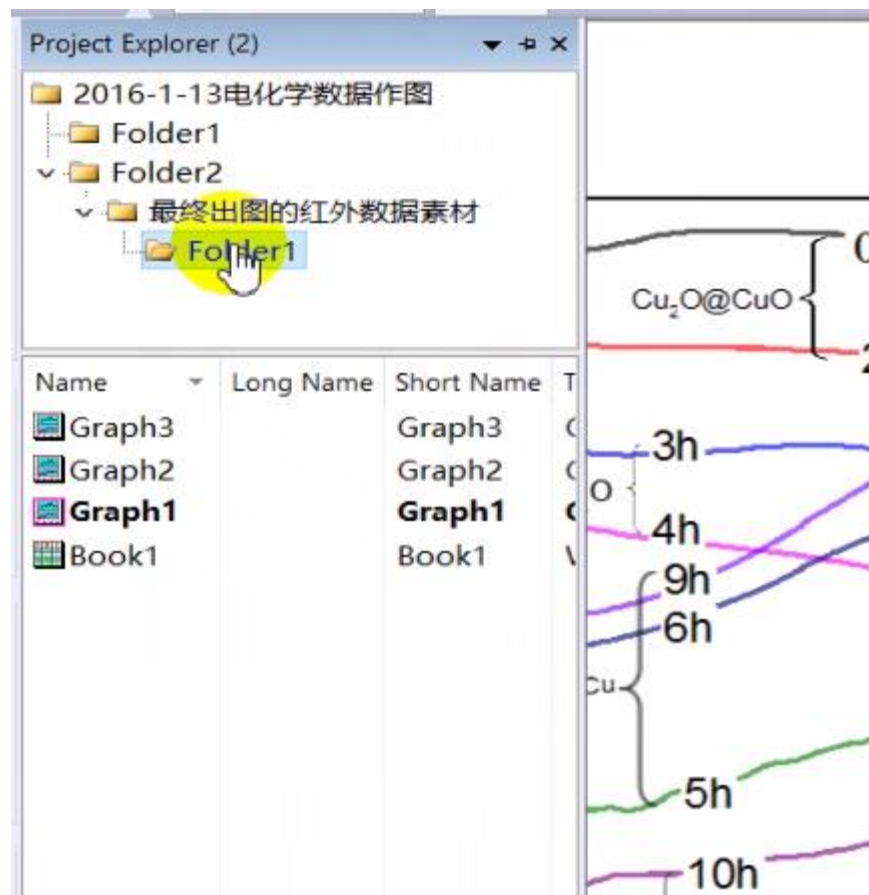 Project Explorer (2)
2016-1-13电化学数据作图
Folder1
Folder2
最终出图的红外数据素材
Folder1
Name Long Name Short Name T
Graph3 Graph3
Graph2 Graph2
Graph1 Graph1
Book1 Book1
0
Cu₂O@CuO
2
3h
O
4h
9h
6h
Cu
5h
10h